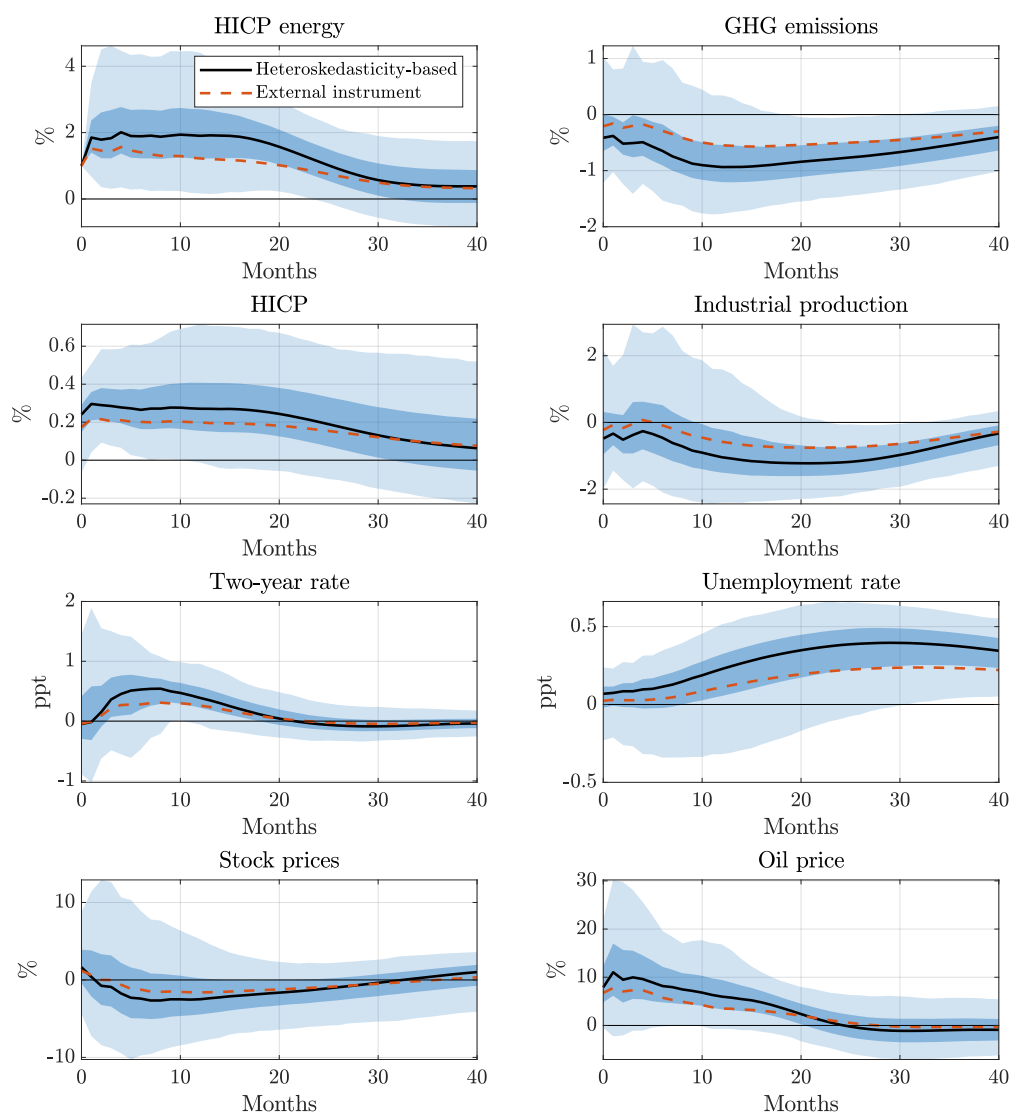 HICP energy
%
4
2
0
Heteroskedasticity-based
External instrument
0 10 20 30 40
Months
GHG emissions
%
1
0
-1
-2
0 10 20 30 40
Months
HICP
%
0.6
0.4
0.2
0
-0.2
0 10 20 30 40
Months
Industrial production
%
2
0
-2
0 10 20 30 40
Months
Two-year rate
ppt
2
1
0
-1
0 10 20 30 40
Months
Unemployment rate
ppt
0.5
0
-0.5
0 10 20 30 40
Months
Stock prices
%
10
0
-10
0 10 20 30 40
Months
Oil price
%
30
20
10
0
0 10 20 30 40
Months